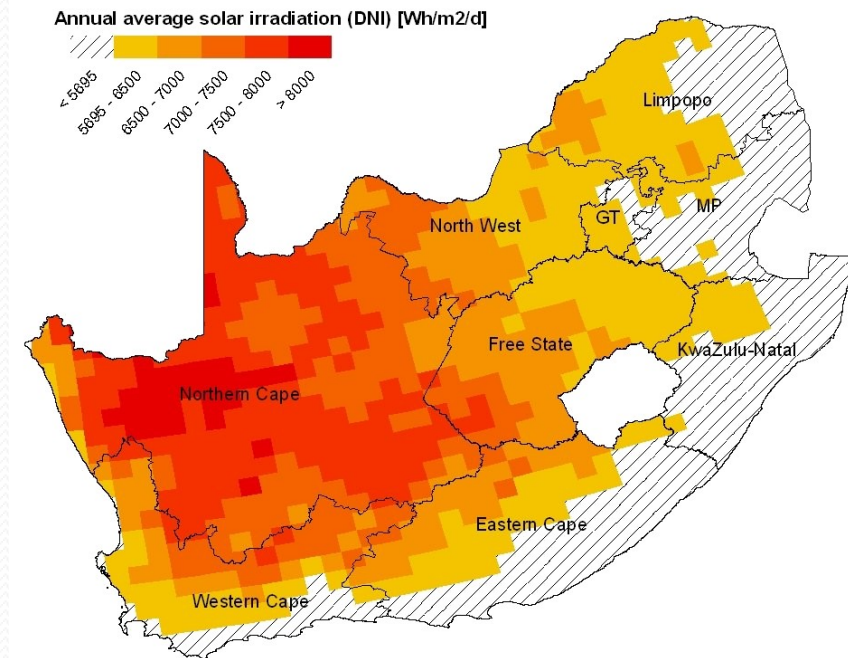 Annual average solar irradiation (DNI) [Wh/m2/d]
< 5695
5695 - 6500
6500 - 7000
7000 - 7500
7500 - 8000
> 8000
Limpopo
MP
GT
North West
Free State
KwaZulu-Natal
Northern Cape
Eastern Cape
Western Cape